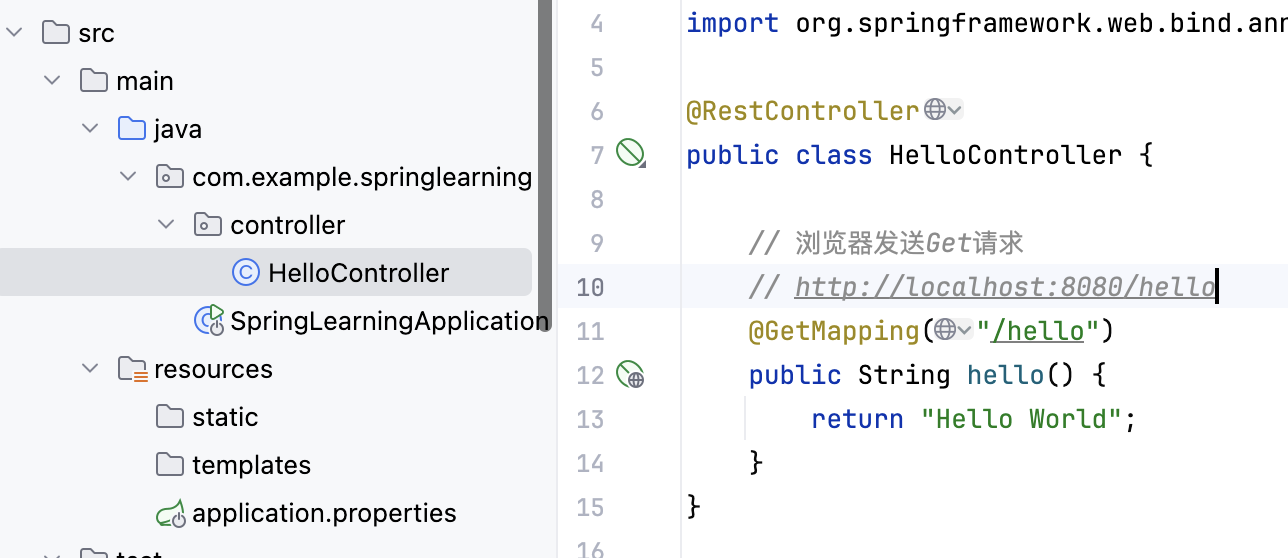 src
main
java
com.example.springlearning
controller
HelloController
SpringLearningApplication
resources
static
templates
application.properties
4 import org.springframework.web.bind.
5
6 @RestController
7 public class HelloController {
8
9 // 浏览器发送Get请求
10 // http://localhost:8080/hello
11 @GetMapping("/hello")
12 public String hello() {
13 return "Hello World";
14 }
15 }
16